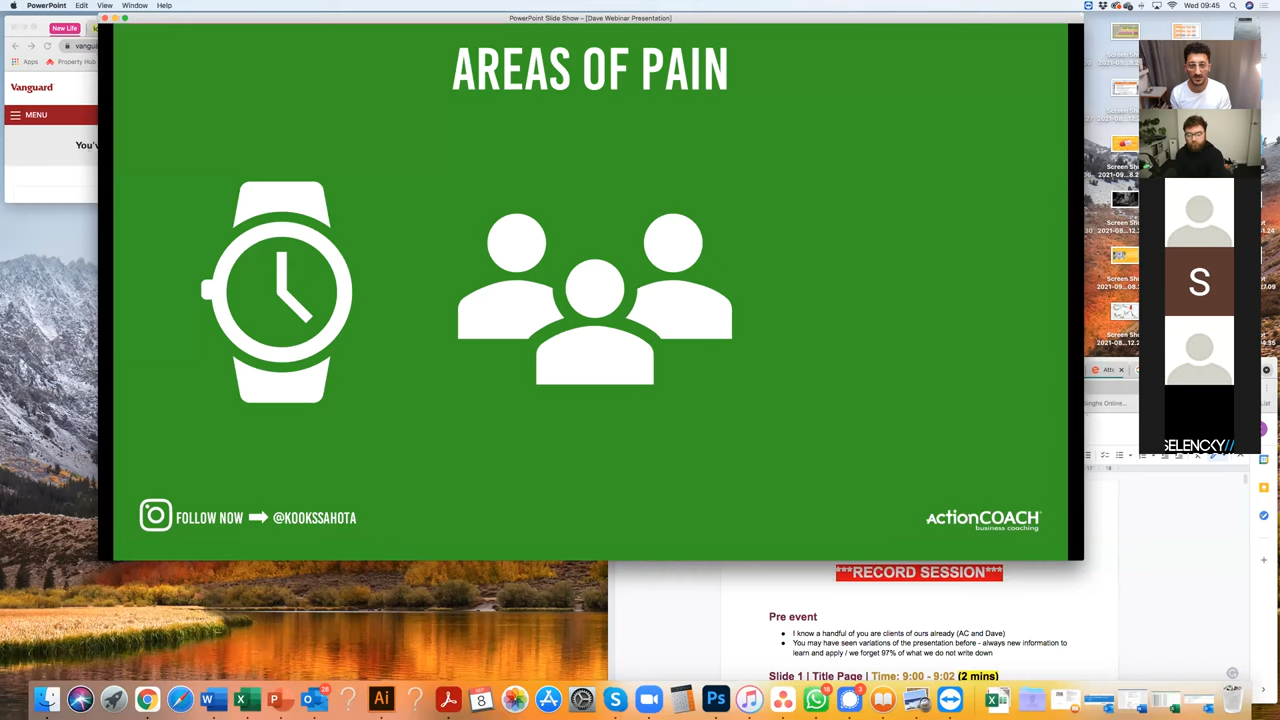 PowerPoint Edit View Window Help
Wed 09:45
PowerPoint Slide Show – [Dave Webinar Presentation]
New Life
Apps Property Hub
Vanguard
MENU
AREAS OF PAIN
FOLLOW NOW @KOOKSSAHOTA
ActionCOACH
business coaching
S
SELENCKY//
***RECORD SESSION***
Pre event
I know a handful of you are clients of ours already (AC and Dave)
You may have seen variations of the presentation before - always new information to
learn and apply / we forget 97% of what we do not write down
Slide 1 | Title Page | Time: 9:00 - 9:02 (2 mins)
SEP
8